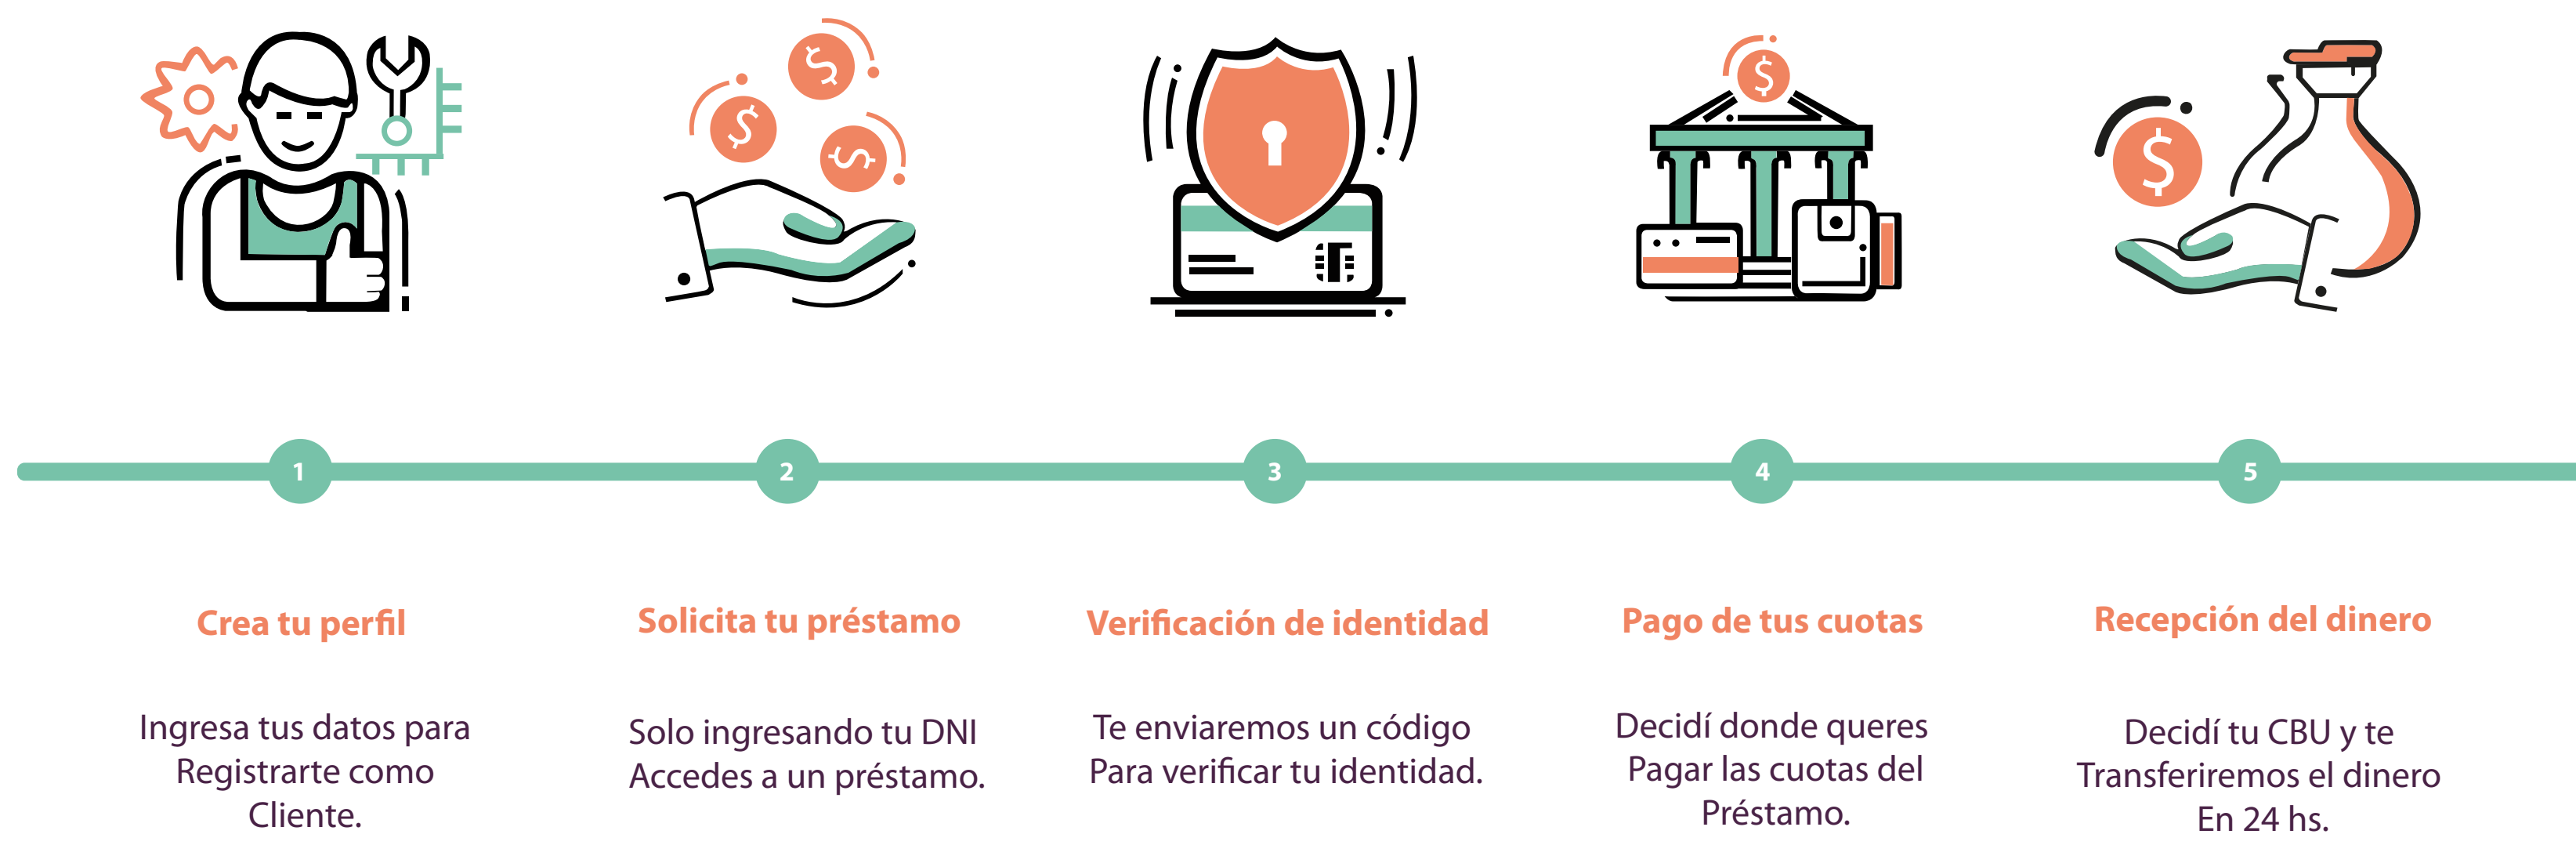 1
2
3
4
5
Crea tu perfil
Ingresa tus datos para
Registrarte como
Cliente.
Solicita tu préstamo
Solo ingresando tu DNI
Accedes a un préstamo.
Verificación de identidad
Te enviaremos un código
Para verificar tu identidad.
Pago de tus cuotas
Decidí donde queres
Pagar las cuotas del
Préstamo.
Recepción del dinero
Decidí tu CBU y te
Transferiremos el dinero
En 24 hs.